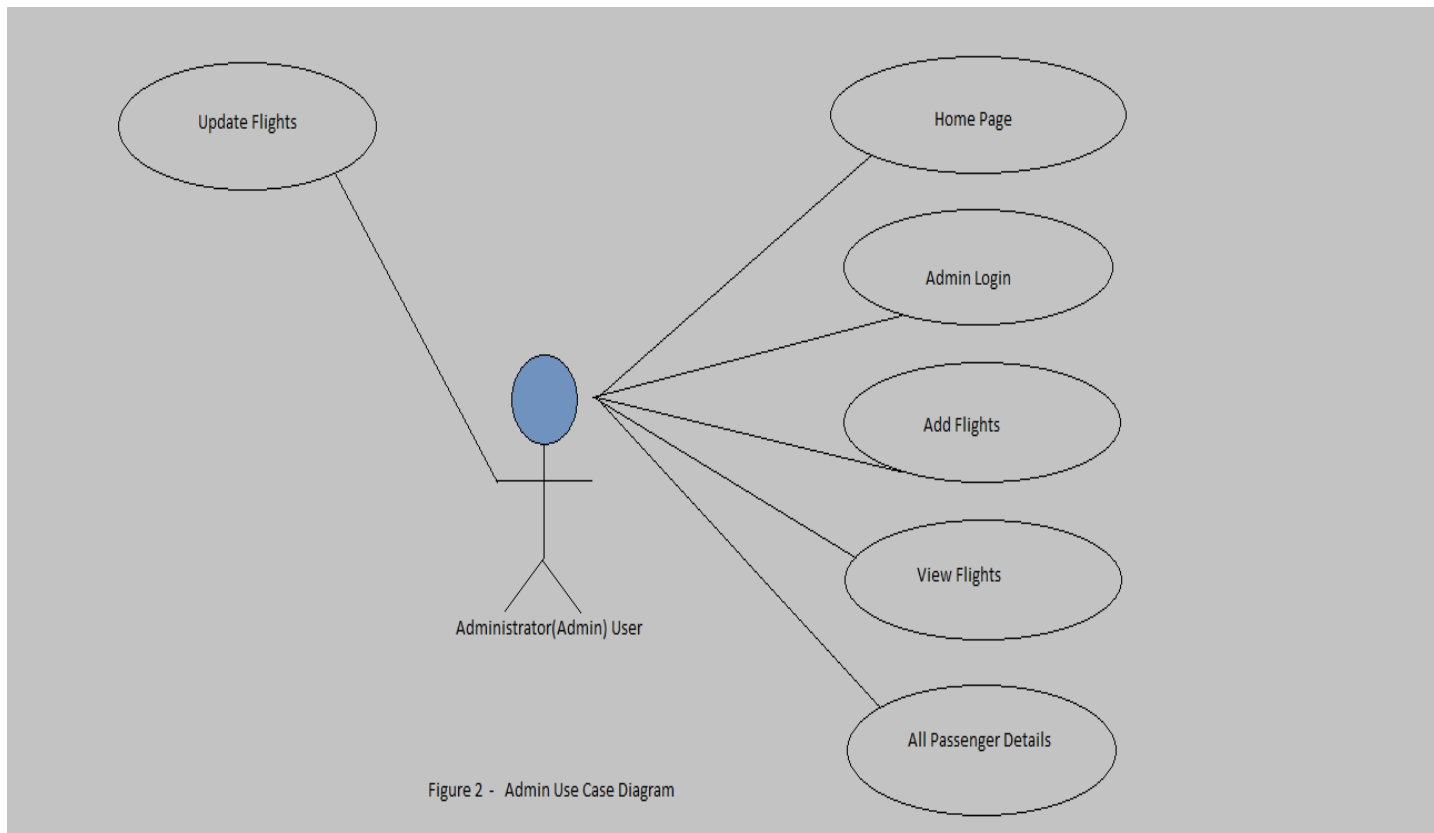 Update Flights
Home Page
Admin Login
Add Flights
View Flights
Administrator(Admin) User
All Passenger Details
Figure 2 - Admin Use Case Diagram